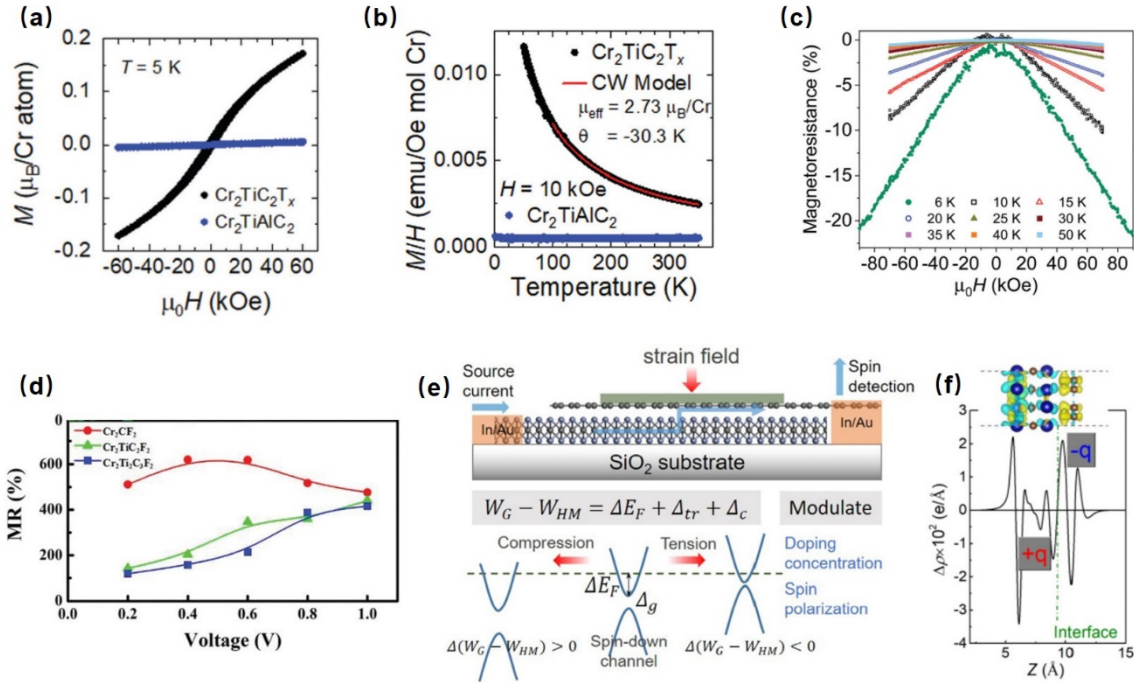 (a)
0.2
0.1
0.0
-0.1
-0.2
M (μB/Cr atom)
T = 5 K
Cr2TiC2Tx
Cr2TiAlC2
-60 -40 -20 0 20 40 60
μ0H (kOe)
(b)
0.010
0.005
0.000
M/H (emu/Oe mol Cr)
Cr2TiC2Tx
CW Model
μeff = 2.73 μB/Cr
θ = -30.3 K
H = 10 kOe
Cr2TiAlC2
0 100 200 300
Temperature (K)
(c)
0
-5
-10
-15
-20
Magnetoresistance (%)
6 K 10 K 15 K
20 K 25 K 30 K
35 K 40 K 50 K
-80 -60 -40 -20 0 20 40 60 80
μ0H (kOe)
(d)
0
600
400
200
0
MR (%)
Cr2CF2
Cr2TiC2F2
Cr2Ti2C3F2
0.0 0.2 0.4 0.6 0.8 1.0
Voltage (V)
(e)
strain field
Source
current
Spin
detection
In/Au
In/Au
SiO2 substrate
WG − WHM = ΔEF + Δtr + Δc
Modulate
Compression
Tension
ΔEF
Δg
Doping
concentration
Spin
polarization
Δ(WG − WHM) > 0
Spin-down
channel
Δ(WG − WHM) < 0
(f)
3
2
1
0
-1
-2
-3
-4
Δρ×10² (e/Å)
-q
+q
Interface
5 10 15
Z (Å)